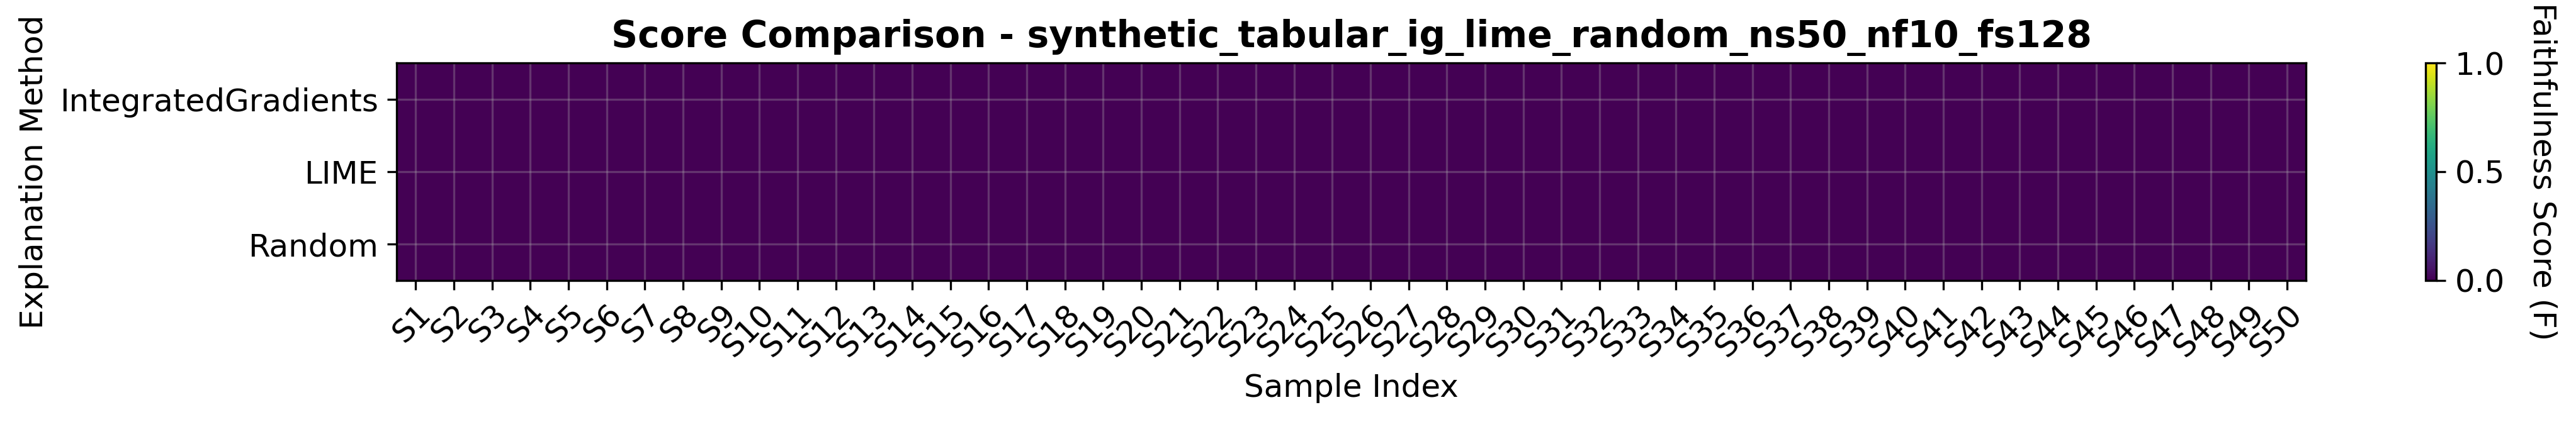 Score Comparison - synthetic_tabular_ig_lime_random_ns50_nf10_fs128
Explanation Method
IntegratedGradients
LIME
Random
S1 S2 S3 S4 S5 S6 S7 S8 S9 S10 S11 S12 S13 S14 S15 S16 S17 S18 S19 S20 S21 S22 S23 S24 S25 S26 S27 S28 S29 S30 S31 S32 S33 S34 S35 S36 S37 S38 S39 S40 S41 S42 S43 S44 S45 S46 S47 S48 S49 S50
Sample Index
1.0
0.5
0.0
Faithfulness Score (F)